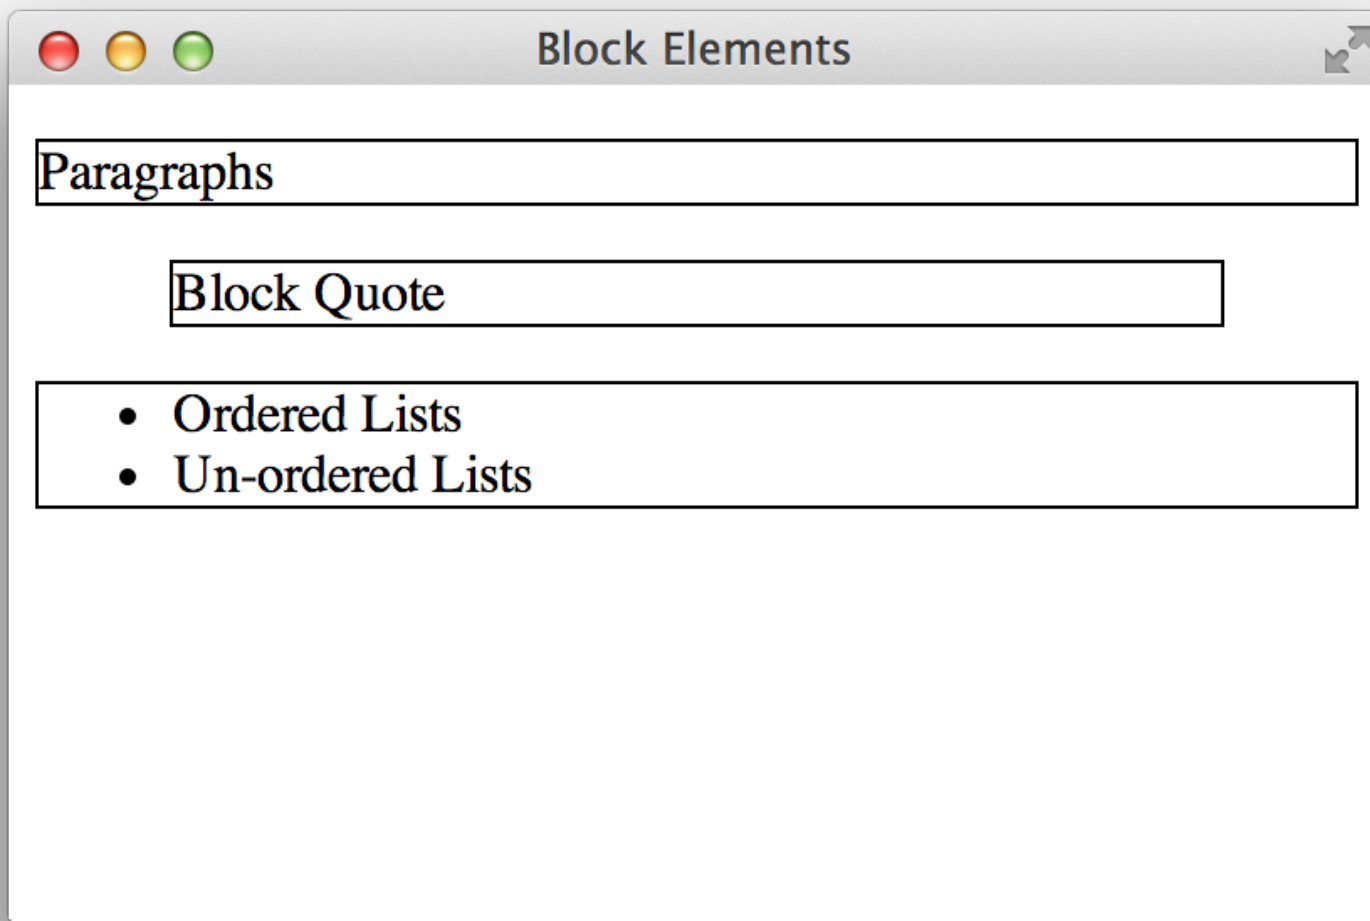 Block Elements
Paragraphs
Block Quote
• Ordered Lists
• Un-ordered Lists